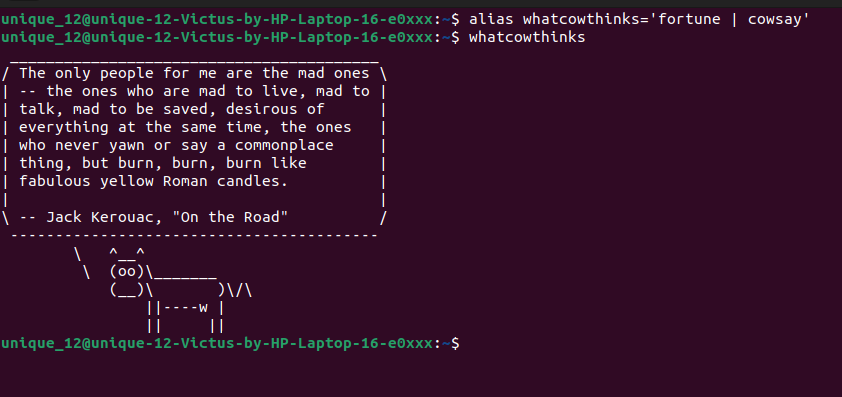 unique_12@unique-12-Victus-by-HP-Laptop-16-e0xxx:~$ alias whatcowthinks='fortune | cowsay'
unique_12@unique-12-Victus-by-HP-Laptop-16-e0xxx:~$ whatcowthinks
 _________________________________________
/ The only people for me are the mad ones \
| -- the ones who are mad to live, mad to |
| talk, mad to be saved, desirous of      |
| everything at the same time, the ones   |
| who never yawn or say a commonplace     |
| thing, but burn, burn, burn like        |
| fabulous yellow Roman candles.          |
|                                         |
\ -- Jack Kerouac, "On the Road"          /
 -----------------------------------------
        \   ^__^
         \  (oo)\_______
            (__)\       )\/\
                ||----w |
                ||     ||
unique_12@unique-12-Victus-by-HP-Laptop-16-e0xxx:~$